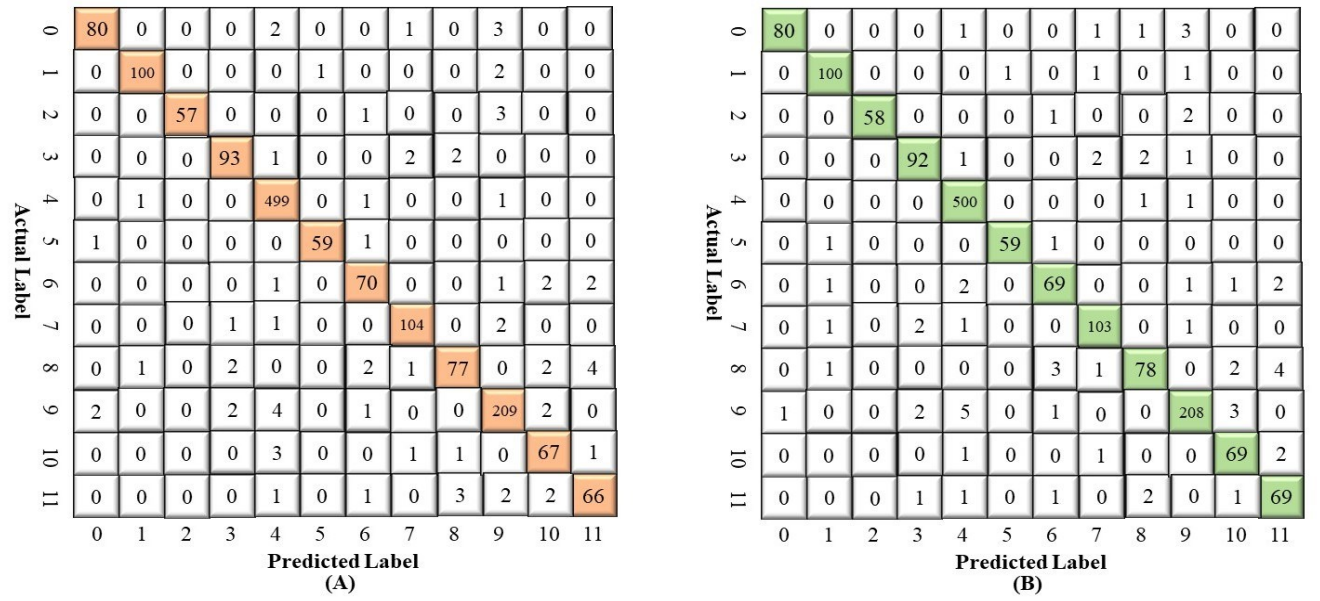 0 80 0 0 0 2 0 0 1 0 3 0 0
1 0 100 0 0 0 1 0 0 0 2 0 0
2 0 0 57 0 0 0 1 0 0 3 0 0
3 0 0 0 93 1 0 0 2 2 0 0 0
4 0 1 0 0 499 0 1 0 0 1 0 0
5 1 0 0 0 0 59 1 0 0 0 0 0
6 0 0 0 0 1 0 70 0 0 1 2 2
7 0 0 0 1 1 0 0 104 0 2 0 0
8 0 1 0 2 0 0 2 1 77 0 2 4
9 2 0 0 2 4 0 1 0 0 209 2 0
10 0 0 0 0 3 0 0 1 1 0 67 1
11 0 0 0 0 1 0 1 0 3 2 2 66
0 1 2 3 4 5 6 7 8 9 10 11
Actual Label
Predicted Label
(A)
0 80 0 0 0 1 0 0 1 1 3 0 0
1 0 100 0 0 0 1 0 1 0 1 0 0
2 0 0 58 0 0 0 1 0 0 2 0 0
3 0 0 0 92 1 0 0 2 2 1 0 0
4 0 0 0 0 500 0 0 0 1 1 0 0
5 0 1 0 0 0 59 1 0 0 0 0 0
6 0 1 0 0 2 0 69 0 0 1 1 2
7 0 1 0 2 1 0 0 103 0 1 0 0
8 0 1 0 0 0 0 3 1 78 0 2 4
9 1 0 0 2 5 0 1 0 0 208 3 0
10 0 0 0 0 1 0 0 1 0 0 69 2
11 0 0 0 1 1 0 1 0 2 0 1 69
0 1 2 3 4 5 6 7 8 9 10 11
Actual Label
Predicted Label
(B)